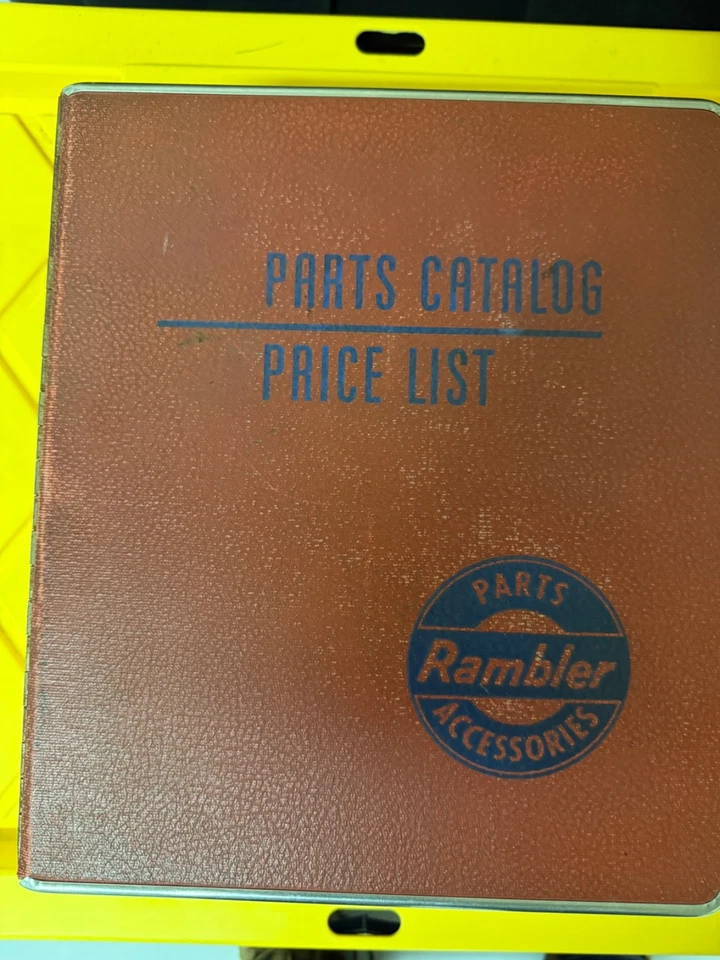 PARTS CATALOG
PRICE LIST
PARTS
Rambler
ACCESSORIES